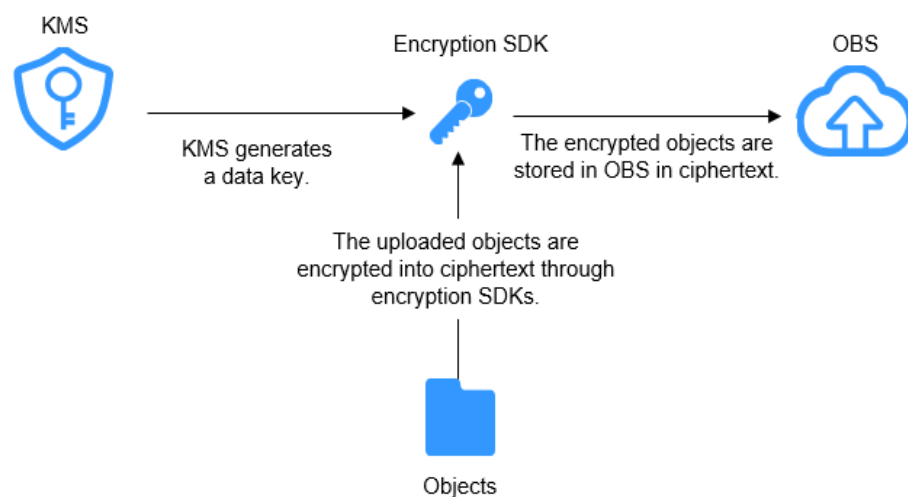 KMS
Encryption SDK
OBS
KMS generates
a data key.
The encrypted objects are
stored in OBS in ciphertext.
The uploaded objects are
encrypted into ciphertext through
encryption SDKs.
Objects